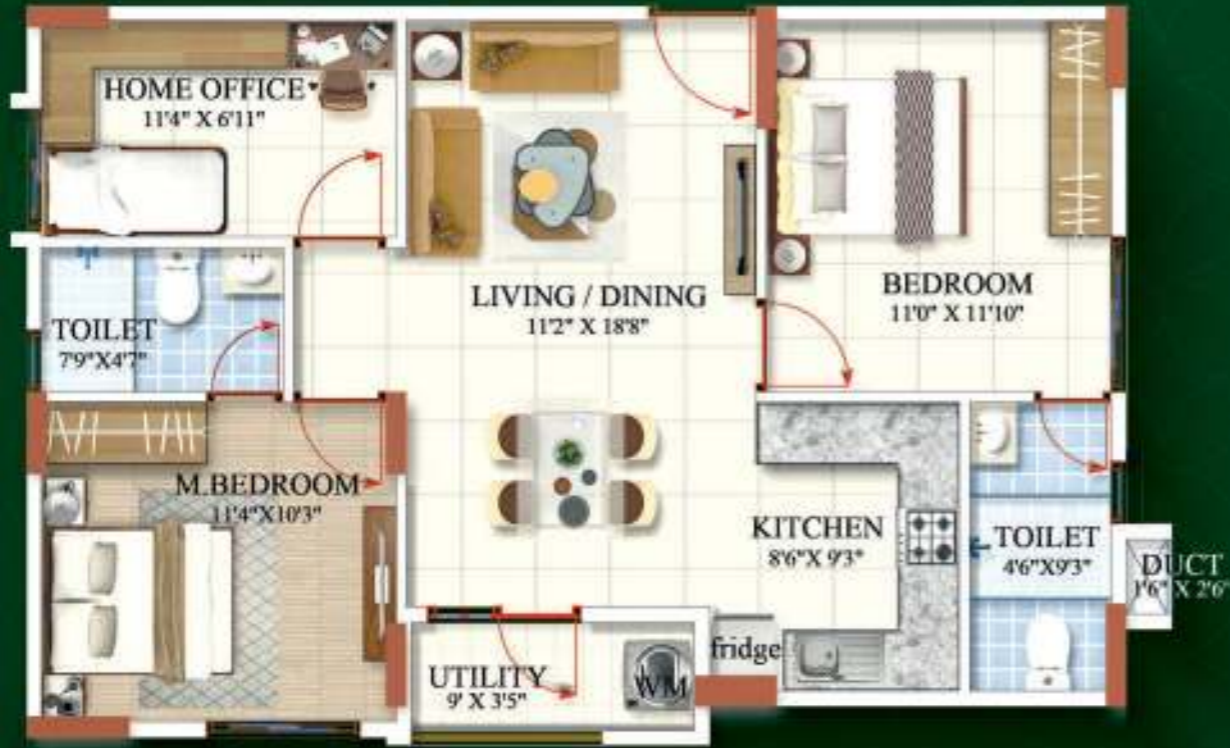 HOME OFFICE
11'4" X 6'11"
LIVING / DINING
11'2" X 18'8"
BEDROOM
11'0" X 11'10"
TOILET
7'9"X4'7"
M.BEDROOM
11'4"X10'3"
KITCHEN
8'6"X 9'3"
TOILET
4'6"X9'3"
DUCT
1'6" X 2'6"
UTILITY
9' X 3'5"
WM
fridge